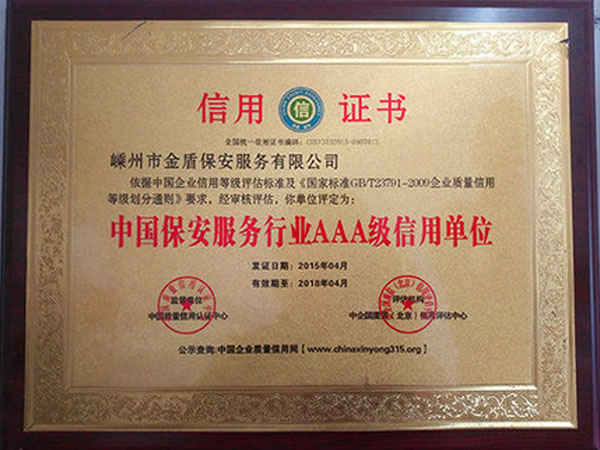 信用 信 证书
全国统一信用证书编码:
嵊州市金盾保安服务有限公司
依据中国企业信用等级评估标准及《国家标准GB/T23791-2009企业质量信用
等级划分通则》要求,经审核评估,你单位评定为:
中国保安服务行业AAA级信用单位
发证日期:2015年04月
有效期至:2018年04月
监督单位 评估机构
中国质量信用认证中心 中企国质信(北京)信用评估中心
公示查询:中国企业质量信用网【www.chinaxinyong315.org】